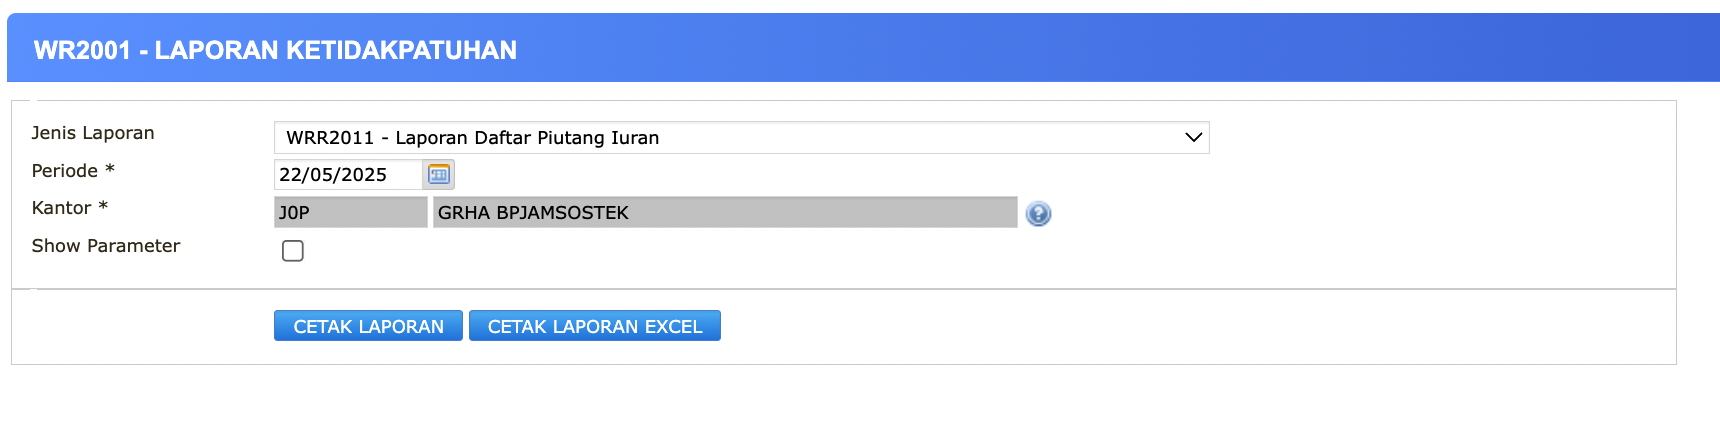 WR2001 - LAPORAN KETIDAKPATUHAN
Jenis Laporan WRR2011 - Laporan Daftar Piutang Iuran
Periode * 22/05/2025
Kantor * J0P GRHA BPJAMSOSTEK
Show Parameter
CETAK LAPORAN CETAK LAPORAN EXCEL